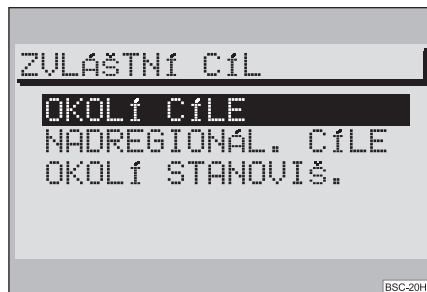 ZVLÁŠTNÍ CÍL
OKOLÍ CÍLE
NADREGIONÁL. CÍLE
OKOLÍ STANOVIŠ.
BSC-20H